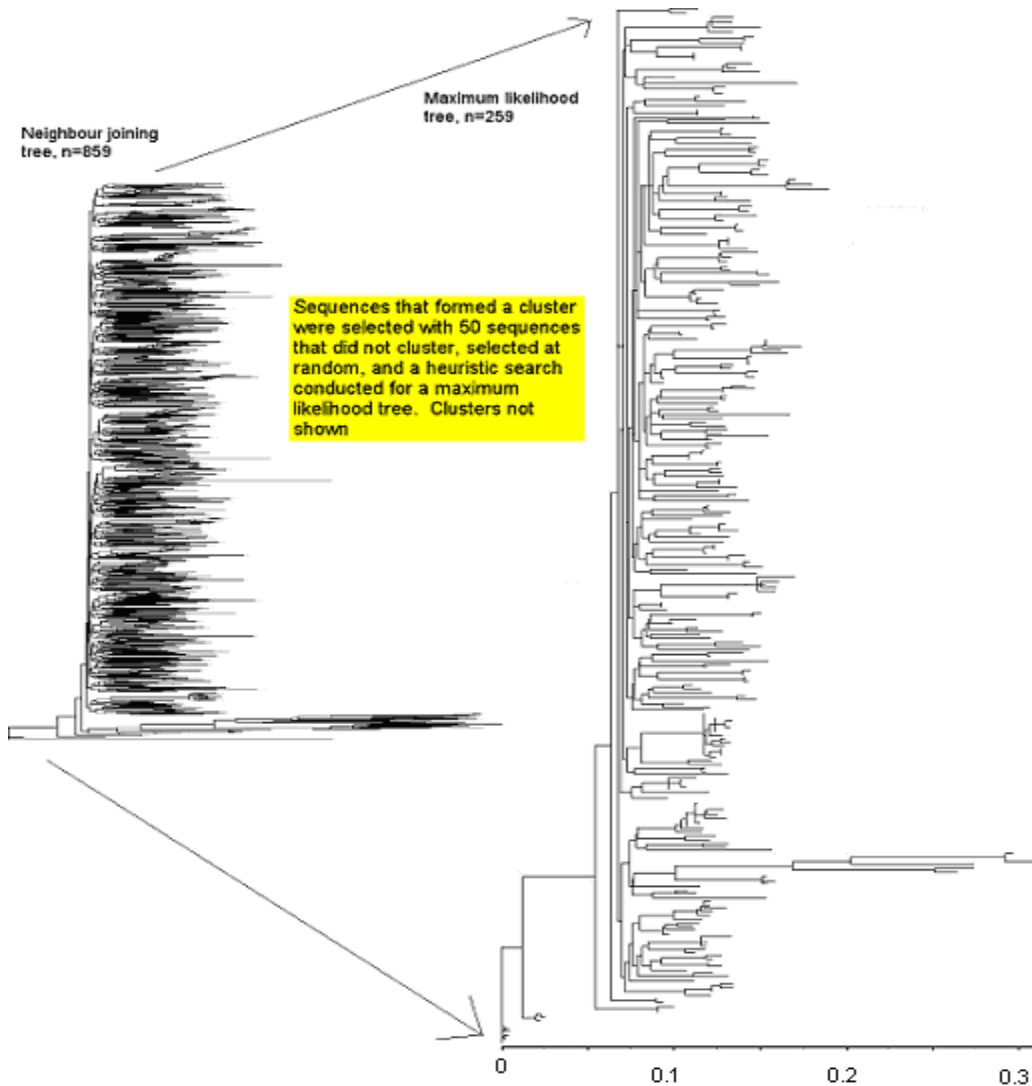 Maximum likelihood
tree, n=259
Neighbour joining
tree, n=859
Sequences that formed a cluster
were selected with 50 sequences
that did not cluster, selected at
random, and a heuristic search
conducted for a maximum
likelihood tree.  Clusters not
shown
0 0.1 0.2 0.3